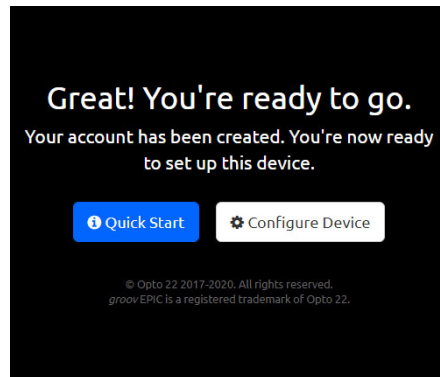 Great! You're ready to go.
Your account has been created. You're now ready
to set up this device.
Quick Start
Configure Device
© Opto 22 2017-2020. All rights reserved.
groov EPIC is a registered trademark of Opto 22.